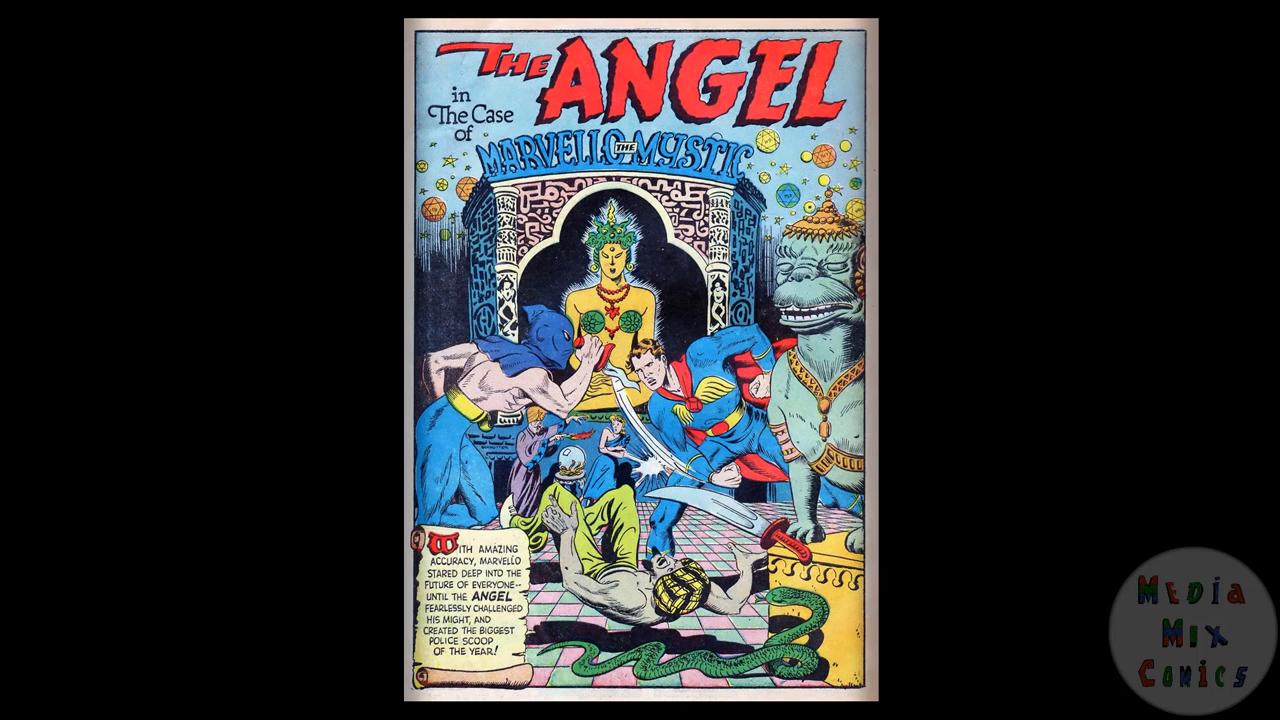 THE ANGEL
in
The Case
of
MARVELLO THE MYSTIC
WITH AMAZING
ACCURACY, MARVELLO
STARED DEEP INTO THE
FUTURE OF EVERYONE--
UNTIL THE ANGEL
FEARLESSLY CHALLENGED
HIS MIGHT, AND
CREATED THE BIGGEST
POLICE SCOOP
OF THE YEAR!
MEDiA
MiX
COMiCS